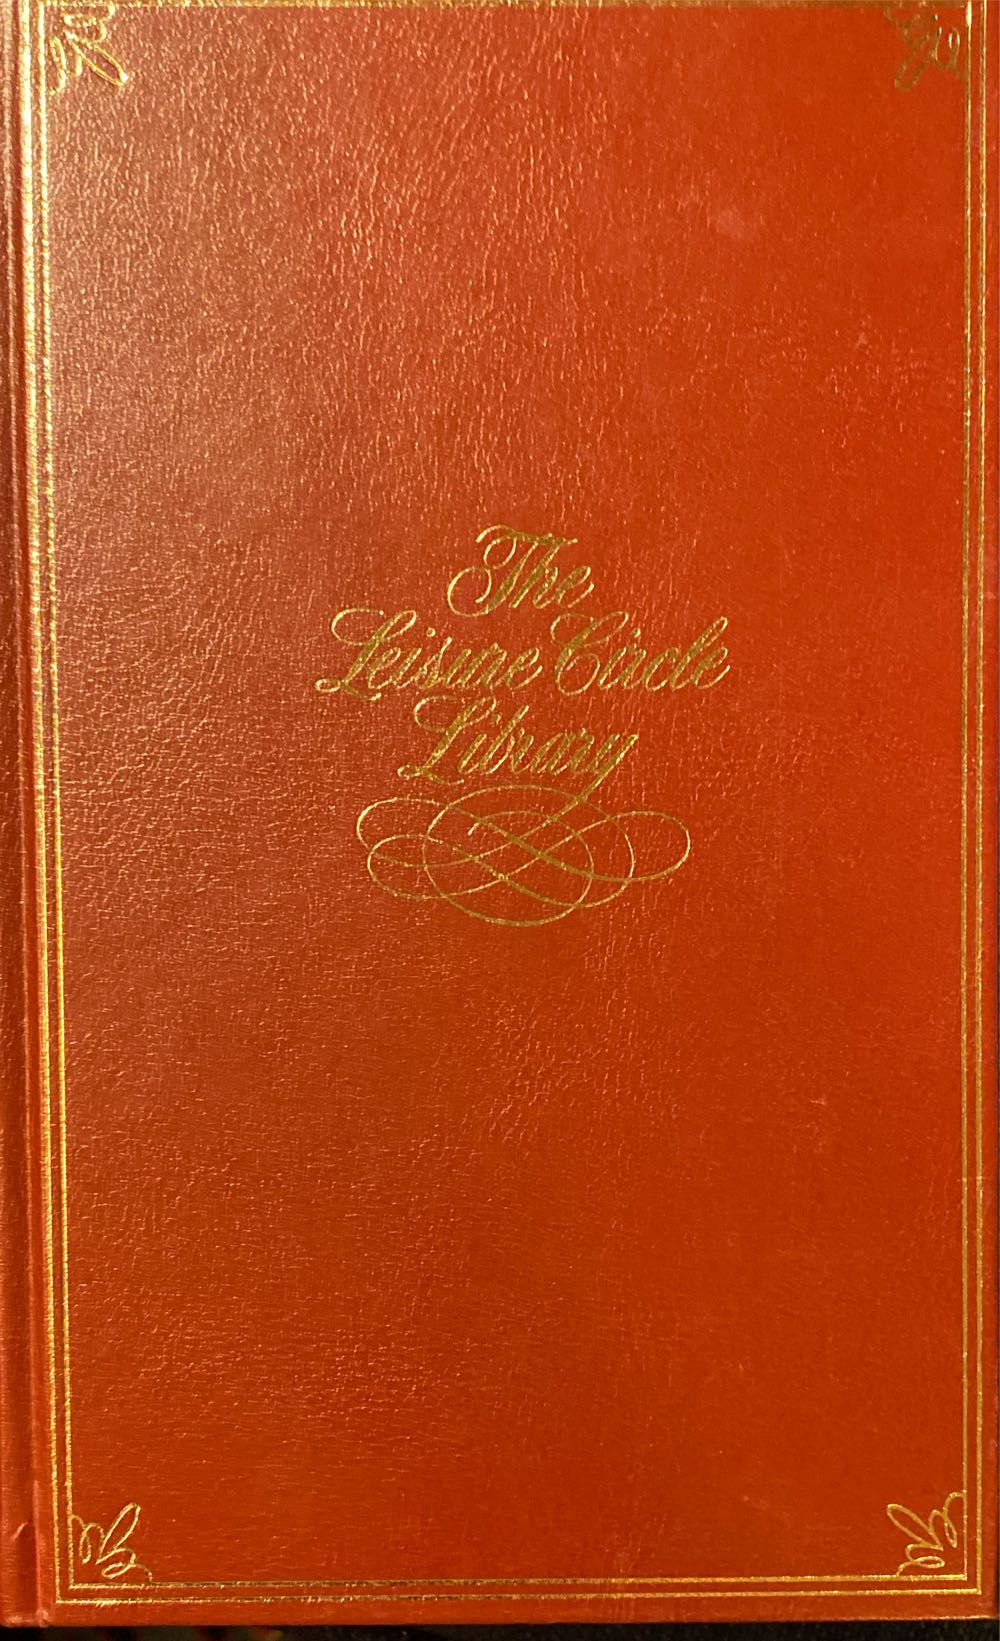 The
Leisure Circle
Library